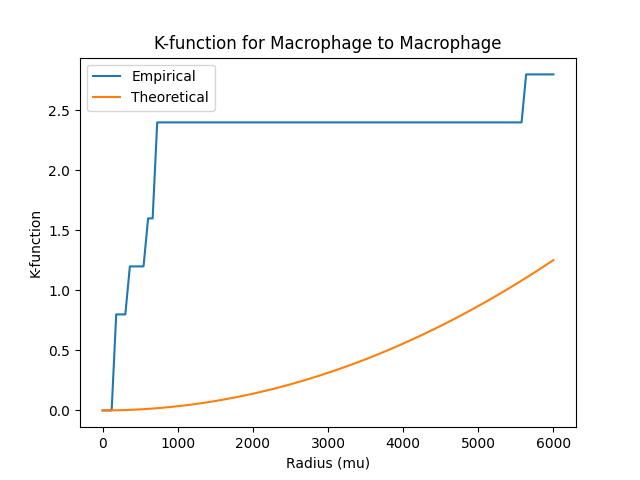 K-function for Macrophage to Macrophage
Empirical
Theoretical
K-function
2.5
2.0
1.5
1.0
0.5
0.0
0
1000
2000
3000
4000
5000
6000
Radius (mu)